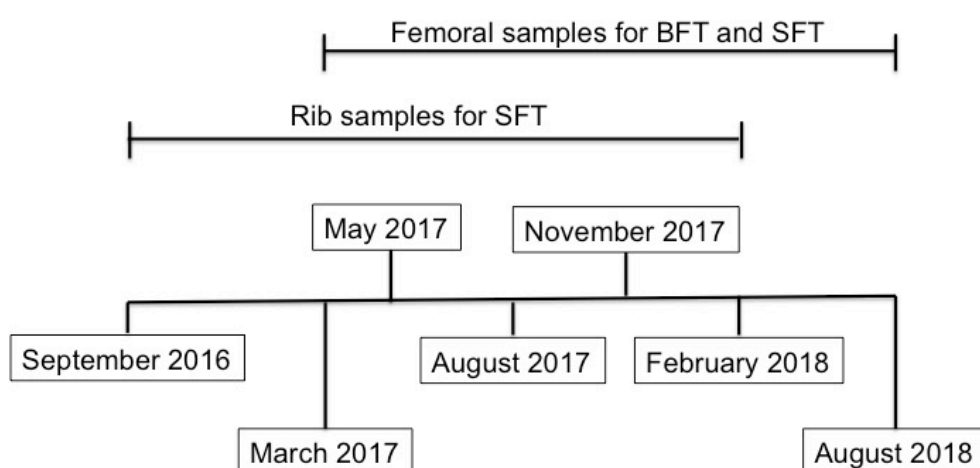 Femoral samples for BFT and SFT
Rib samples for SFT
May 2017
November 2017
September 2016
August 2017
February 2018
March 2017
August 2018